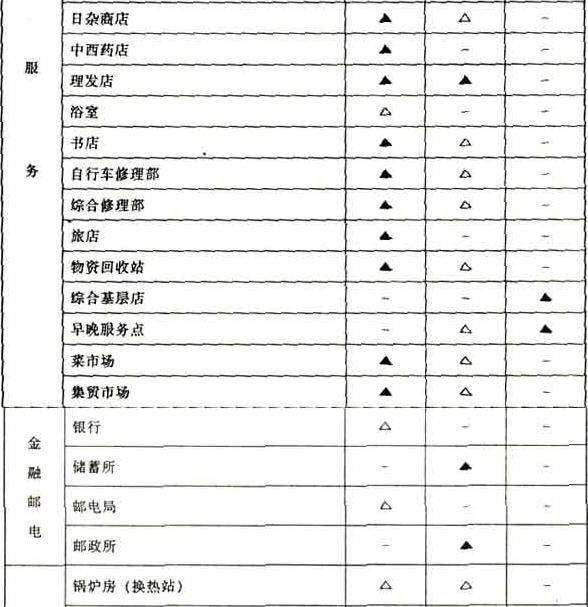 服务
日杂商店 ▲ △ -
中西药店 ▲ - -
理发店 ▲ ▲ -
浴室 △ - -
书店 ▲ △ -
自行车修理部 ▲ △ -
综合修理部 ▲ △ -
旅店 ▲ - -
物资回收站 ▲ △ -
综合基层店 - - ▲
早晚服务点 - △ ▲
菜市场 ▲ △ -
集贸市场 ▲ △ -
金融邮电
银行 △ - -
储蓄所 - ▲ -
邮电局 △ - -
邮政所 - ▲ -
锅炉房（换热站） △ △ -